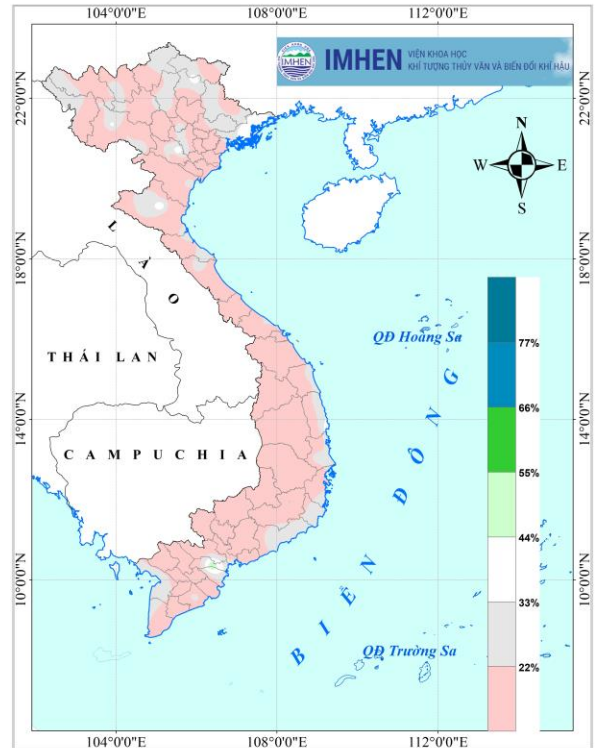 104°0'0"E 108°0'0"E 112°0'0"E
IMHEN
IMHEN
VIỆN KHOA HỌC
KHÍ TƯỢNG THỦY VĂN VÀ BIẾN ĐỔI KHÍ HẬU
22°0'0"N
22°0'0"N
N
W E
S
18°0'0"N
18°0'0"N
LÀO
THÁI LAN
CAMPUCHIA
QĐ Hoàng Sa
BIỂN ĐÔNG
QĐ Trường Sa
14°0'0"N
14°0'0"N
10°0'0"N
10°0'0"N
77%
66%
55%
44%
33%
22%
104°0'0"E 108°0'0"E 112°0'0"E